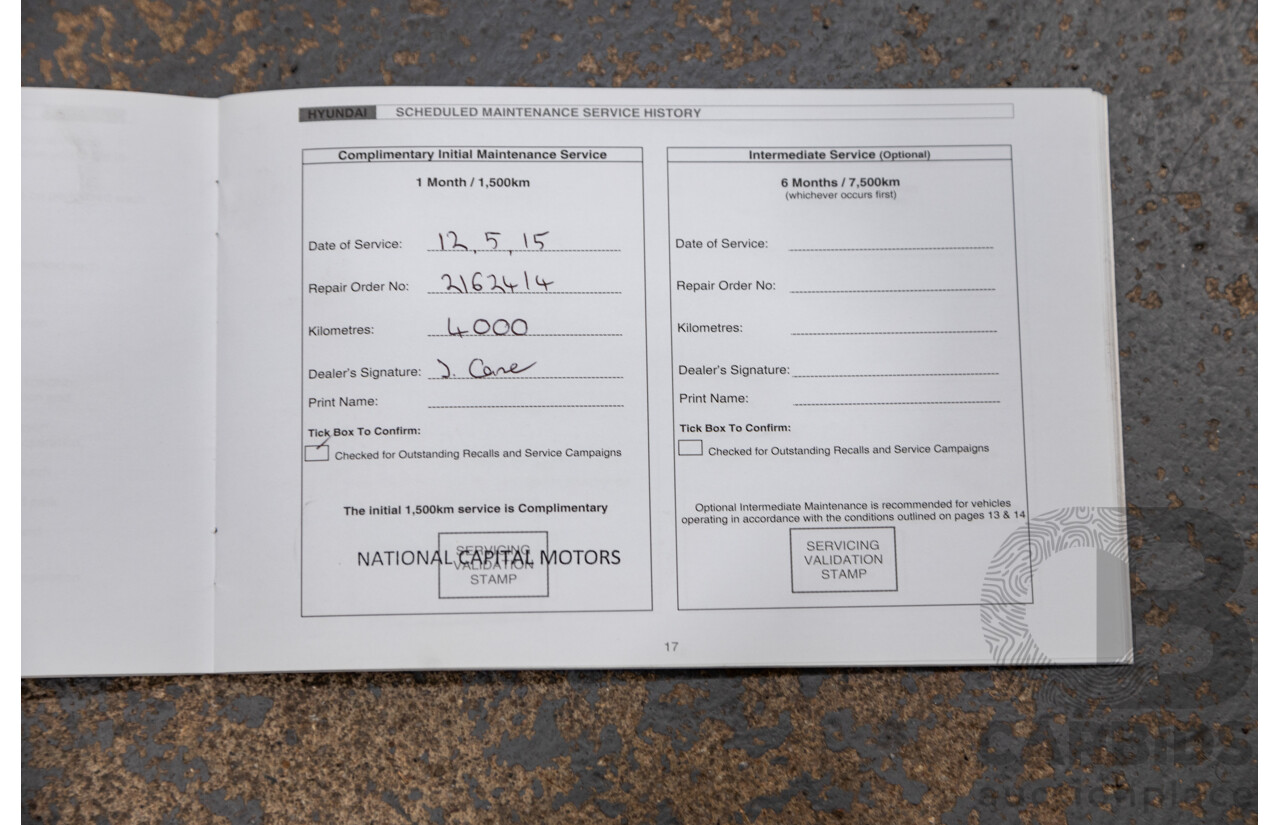 HYUNDAI SCHEDULED MAINTENANCE SERVICE HISTORY
Complimentary Initial Maintenance Service
1 Month / 1,500km
Date of Service: 12,5,15
Repair Order No: 2162414
Kilometres: 4000
Dealer's Signature: J. Cane
Print Name:
Tick Box To Confirm:
Checked for Outstanding Recalls and Service Campaigns
The initial 1,500km service is Complimentary
NATIONAL CAPITAL MOTORS
SERVICING
VALIDATION
STAMP
Intermediate Service (Optional)
6 Months / 7,500km
(whichever occurs first)
Date of Service:
Repair Order No:
Kilometres:
Dealer's Signature:
Print Name:
Tick Box To Confirm:
Checked for Outstanding Recalls and Service Campaigns
Optional Intermediate Maintenance is recommended for vehicles
operating in accordance with the conditions outlined on pages 13 & 14
SERVICING
VALIDATION
STAMP
17
CARBIDS
auctionplace